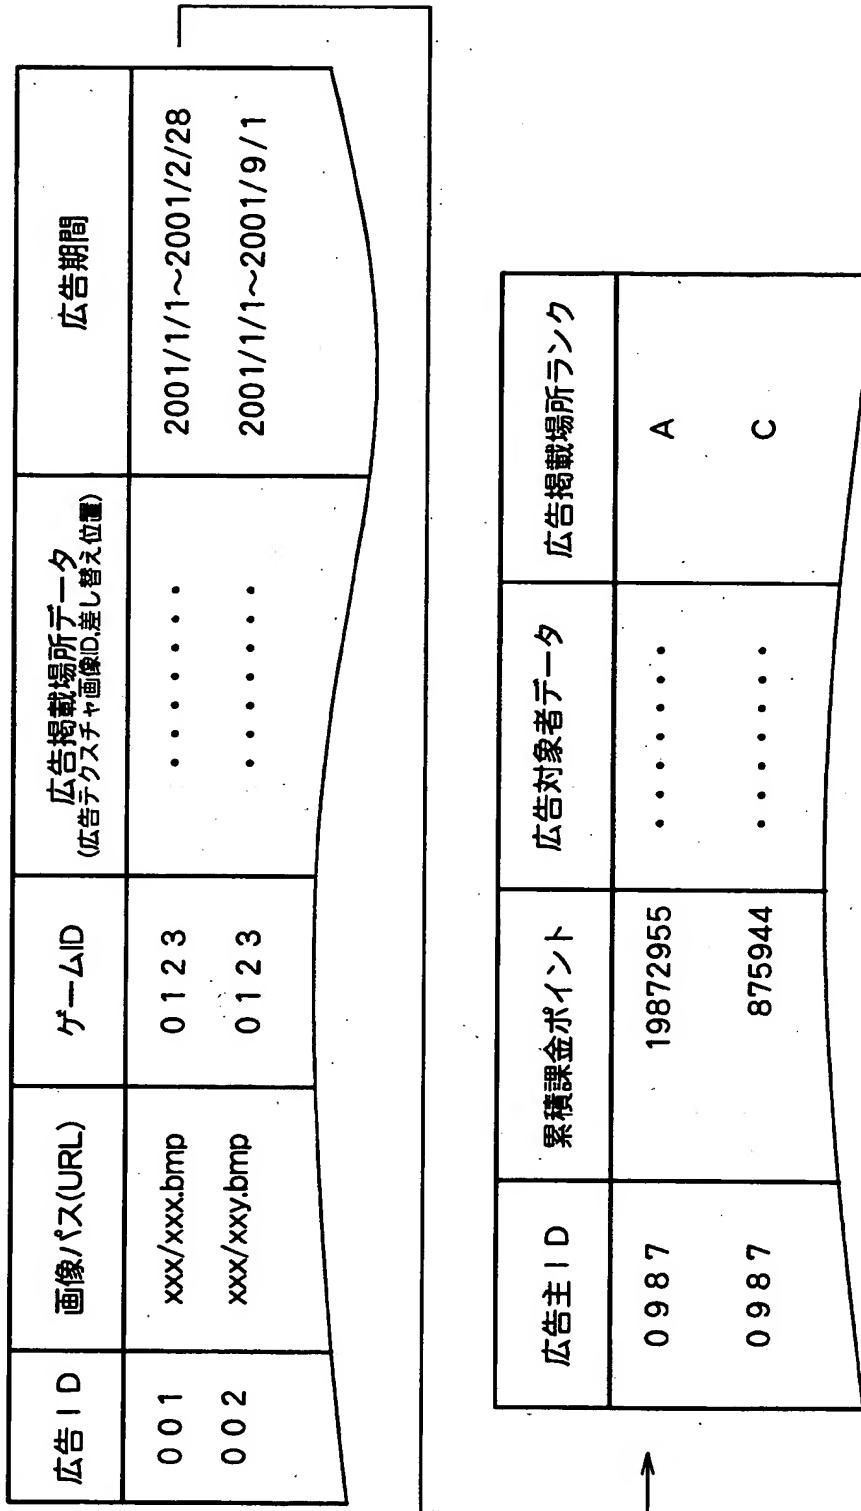 広告ID 画像パス(URL) ゲームID 広告掲載場所データ 広告期間
(広告テクスチャ画像ID,差し替え位置)
001 xxx/xxx.bmp 0123 ・・・・・・・ 2001/1/1~2001/2/28
002 xxx/xxy.bmp 0123 ・・・・・・・ 2001/1/1~2001/9/1
広告主ID 累積課金ポイント 広告対象者データ 広告掲載場所ランク
0987 19872955 ・・・・・・・ A
0987 875944 ・・・・・・・ C